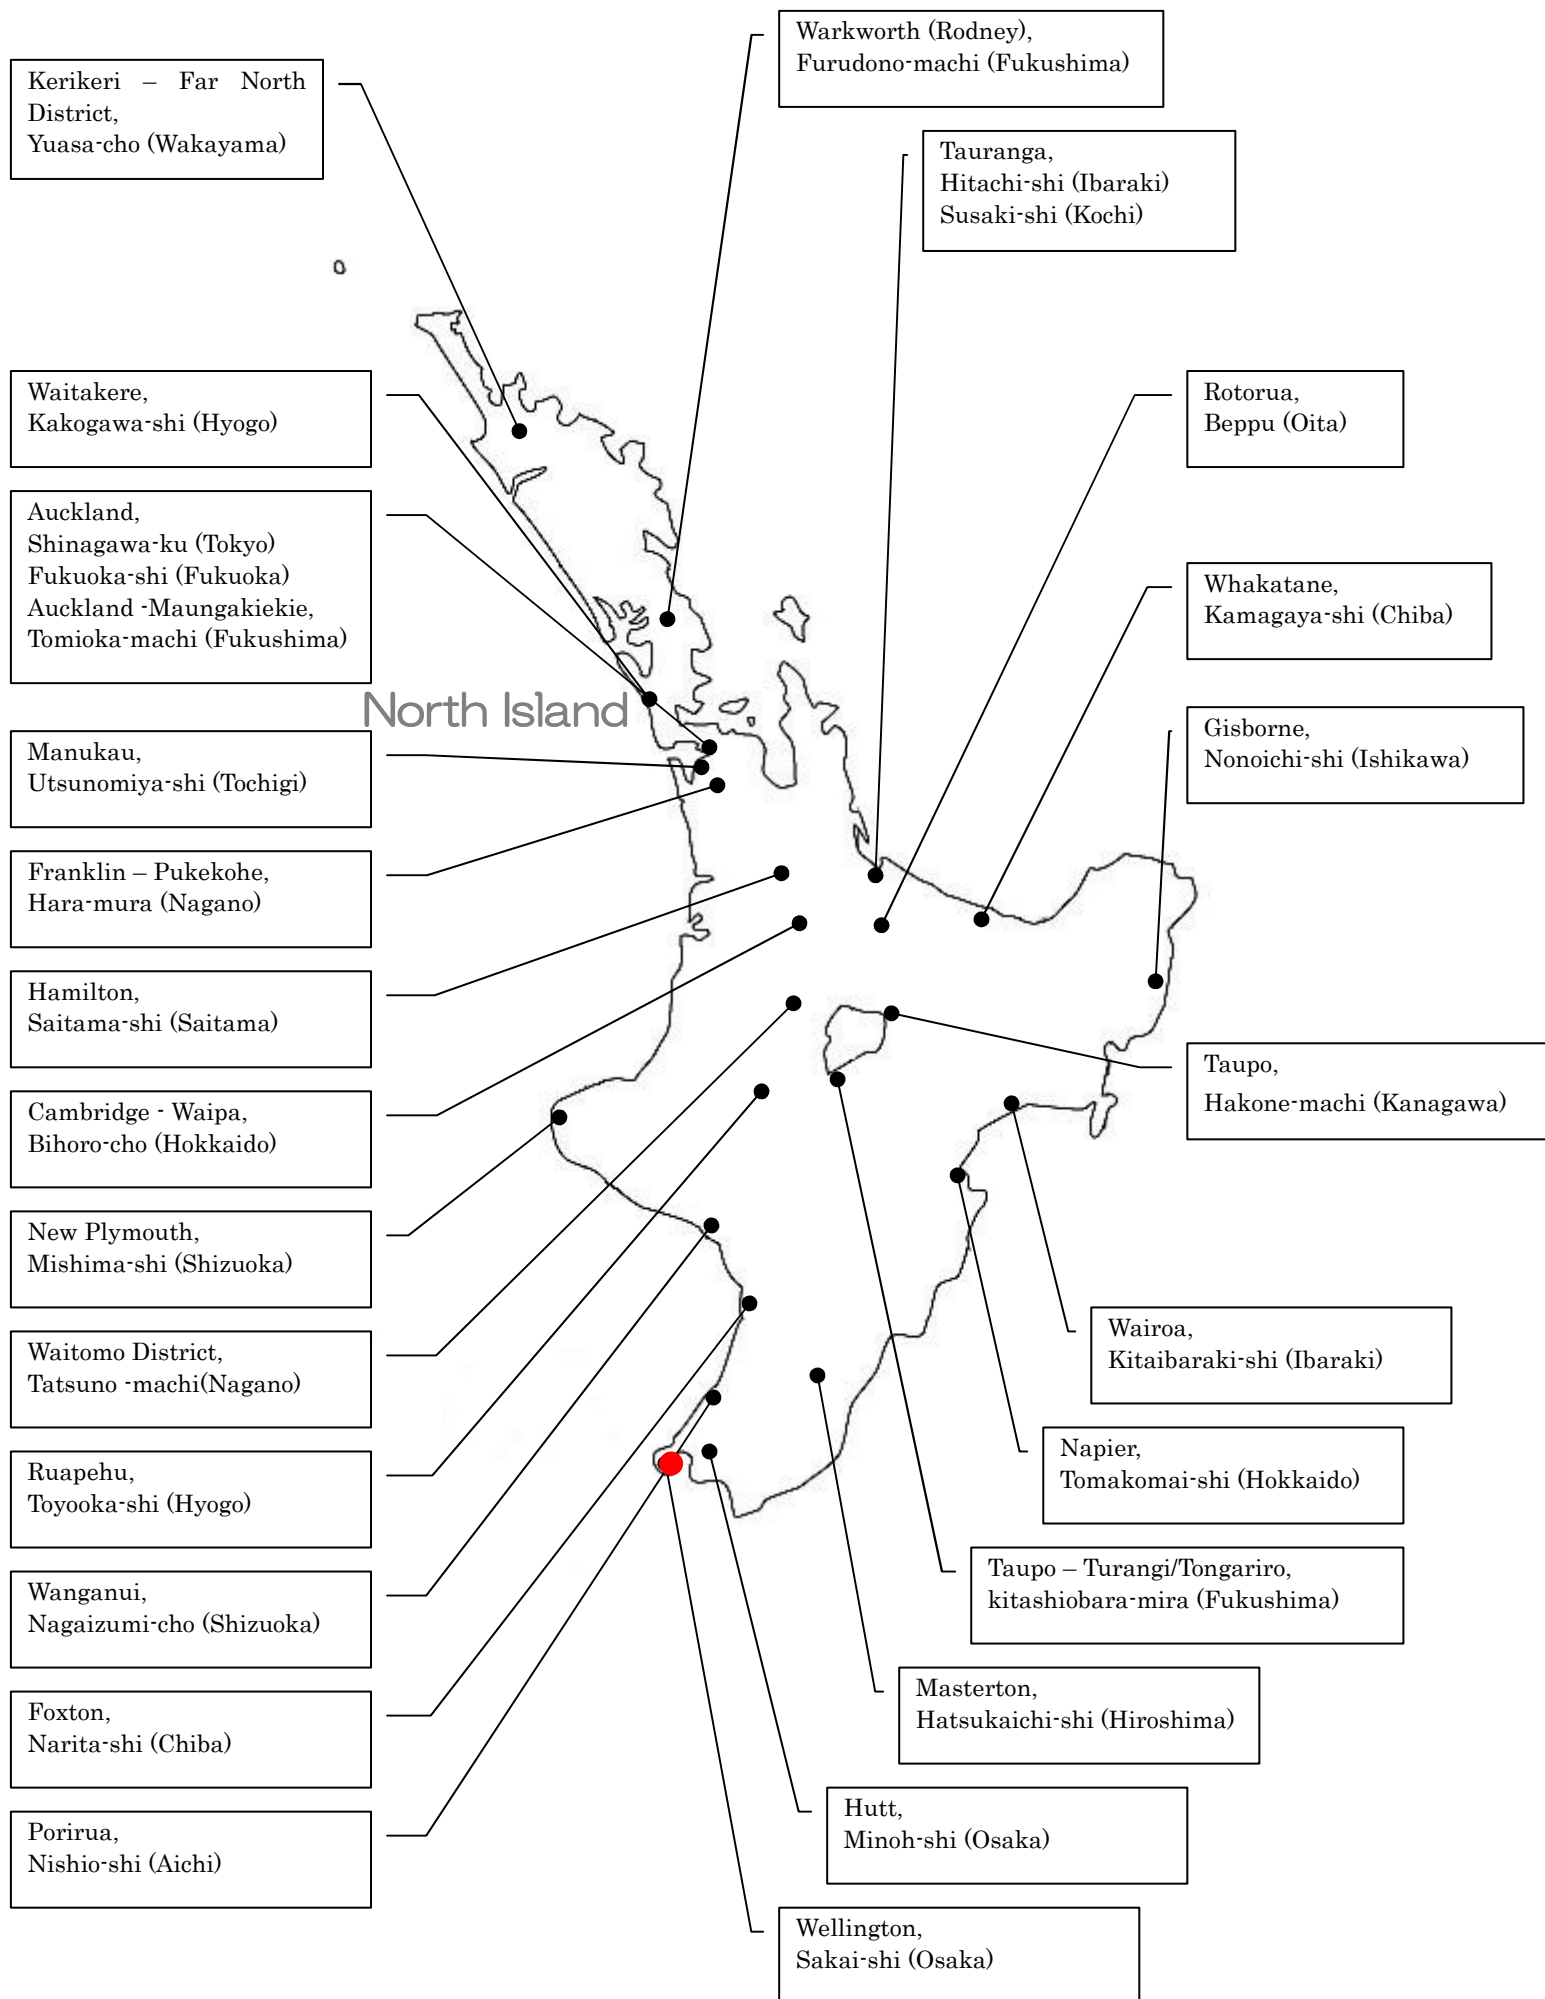 Warkworth (Rodney),
Furudono-machi (Fukushima)
Kerikeri – Far North
District,
Yuasa-cho (Wakayama)
Tauranga,
Hitachi-shi (Ibaraki)
Susaki-shi (Kochi)
Waitakere,
Kakogawa-shi (Hyogo)
Rotorua,
Beppu (Oita)
Auckland,
Shinagawa-ku (Tokyo)
Fukuoka-shi (Fukuoka)
Auckland -Maungakiekie,
Tomioka-machi (Fukushima)
Whakatane,
Kamagaya-shi (Chiba)
North Island
Gisborne,
Nonoichi-shi (Ishikawa)
Manukau,
Utsunomiya-shi (Tochigi)
Franklin – Pukekohe,
Hara-mura (Nagano)
Hamilton,
Saitama-shi (Saitama)
Taupo,
Hakone-machi (Kanagawa)
Cambridge - Waipa,
Bihoro-cho (Hokkaido)
New Plymouth,
Mishima-shi (Shizuoka)
Wairoa,
Kitaibaraki-shi (Ibaraki)
Waitomo District,
Tatsuno -machi(Nagano)
Napier,
Tomakomai-shi (Hokkaido)
Ruapehu,
Toyooka-shi (Hyogo)
Taupo – Turangi/Tongariro,
kitashiobara-mira (Fukushima)
Wanganui,
Nagaizumi-cho (Shizuoka)
Masterton,
Hatsukaichi-shi (Hiroshima)
Foxton,
Narita-shi (Chiba)
Hutt,
Minoh-shi (Osaka)
Porirua,
Nishio-shi (Aichi)
Wellington,
Sakai-shi (Osaka)